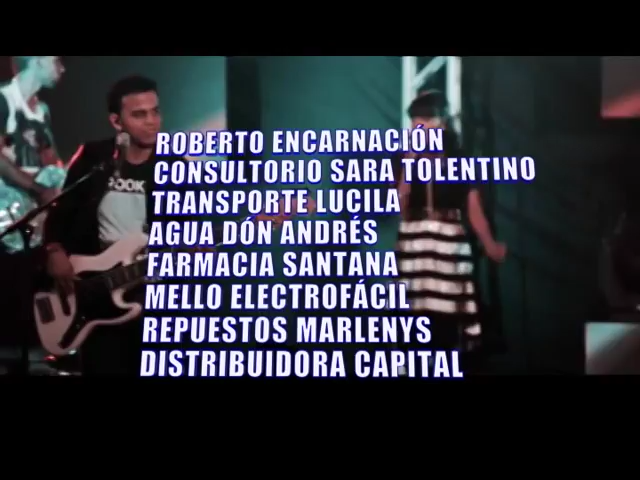 ROBERTO ENCARNACIÓN
CONSULTORIO SARA TOLENTINO
TRANSPORTE LUCILA
AGUA DÓN ANDRÉS
FARMACIA SANTANA
MELLO ELECTROFÁCIL
REPUESTOS MARLENYS
DISTRIBUIDORA CAPITAL